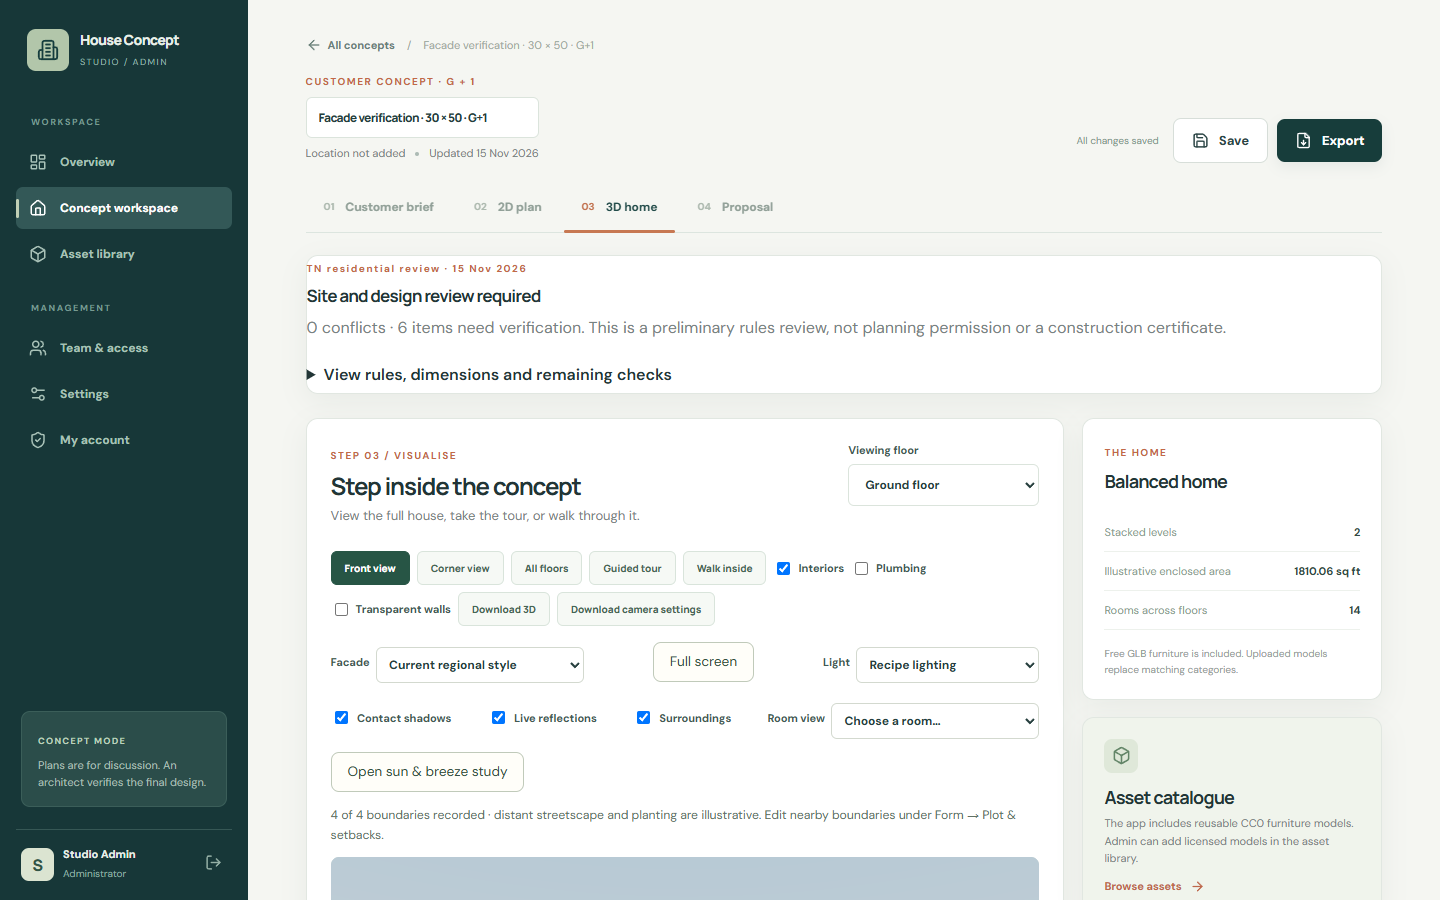 House Concept
STUDIO / ADMIN
WORKSPACE
Overview
Concept workspace
Asset library
MANAGEMENT
Team & access
Settings
My account
CONCEPT MODE
Plans are for discussion. An
architect verifies the final design.
S
Studio Admin
Administrator
All concepts / Facade verification · 30 × 50 · G+1
CUSTOMER CONCEPT · G + 1
Facade verification · 30 × 50 · G+1
Location not added • Updated 15 Nov 2026
All changes saved
Save
Export
01 Customer brief
02 2D plan
03 3D home
04 Proposal
TN residential review · 15 Nov 2026
Site and design review required
0 conflicts · 6 items need verification. This is a preliminary rules review, not planning permission or a construction certificate.
View rules, dimensions and remaining checks
STEP 03 / VISUALISE
Step inside the concept
View the full house, take the tour, or walk through it.
Viewing floor
Ground floor
Front view
Corner view
All floors
Guided tour
Walk inside
Interiors
Plumbing
Transparent walls
Download 3D
Download camera settings
Facade
Current regional style
Full screen
Light
Recipe lighting
Contact shadows
Live reflections
Surroundings
Room view
Choose a room...
Open sun & breeze study
4 of 4 boundaries recorded · distant streetscape and planting are illustrative. Edit nearby boundaries under Form → Plot &
setbacks.
THE HOME
Balanced home
Stacked levels 2
Illustrative enclosed area 1810.06 sq ft
Rooms across floors 14
Free GLB furniture is included. Uploaded models
replace matching categories.
Asset catalogue
The app includes reusable CC0 furniture models.
Admin can add licensed models in the asset
library.
Browse assets →